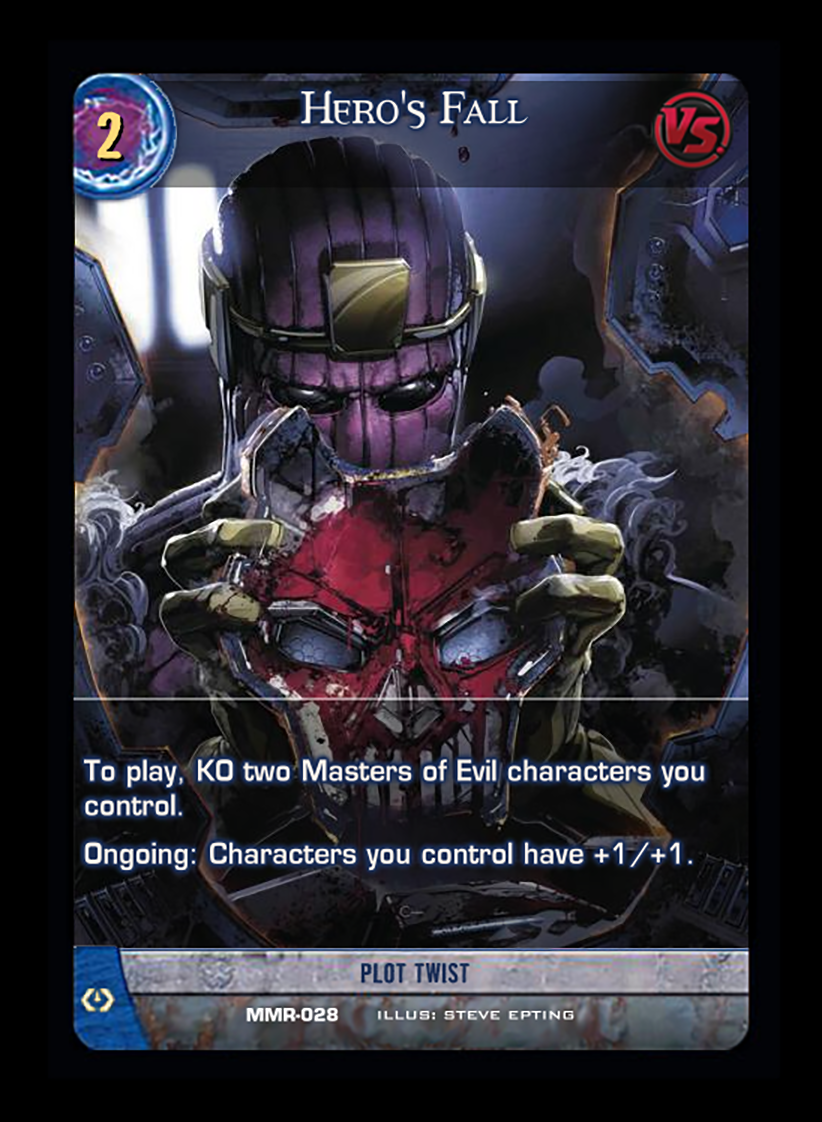 2
Hero's Fall
VS.
To play, KO two Masters of Evil characters you
control.
Ongoing: Characters you control have +1/+1.
PLOT TWIST
MMR-028 ILLUS: STEVE EPTING